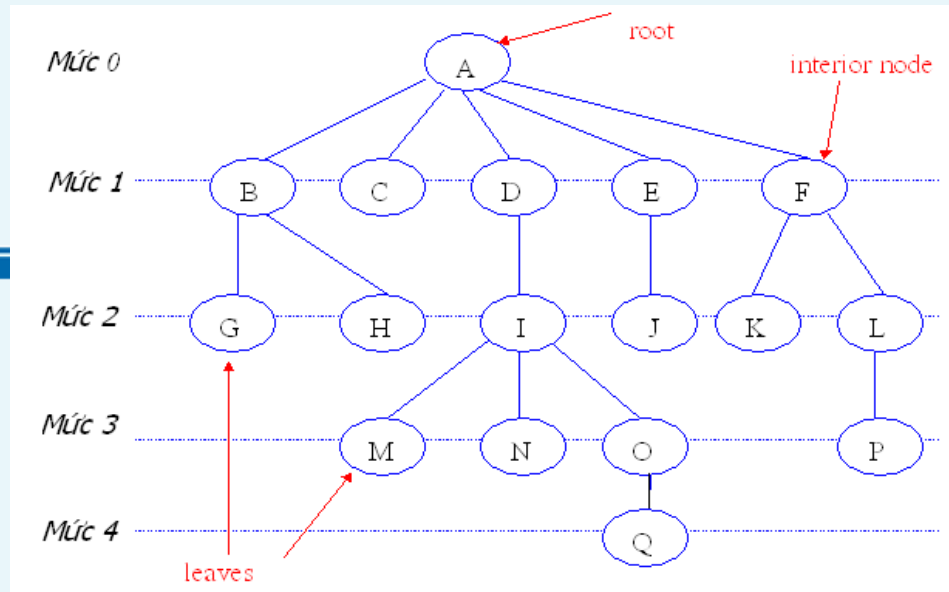 root
Mức 0
A
interior node
Mức 1
B C D E F
Mức 2
G H I J K L
Mức 3
M N O P
Mức 4
Q
leaves